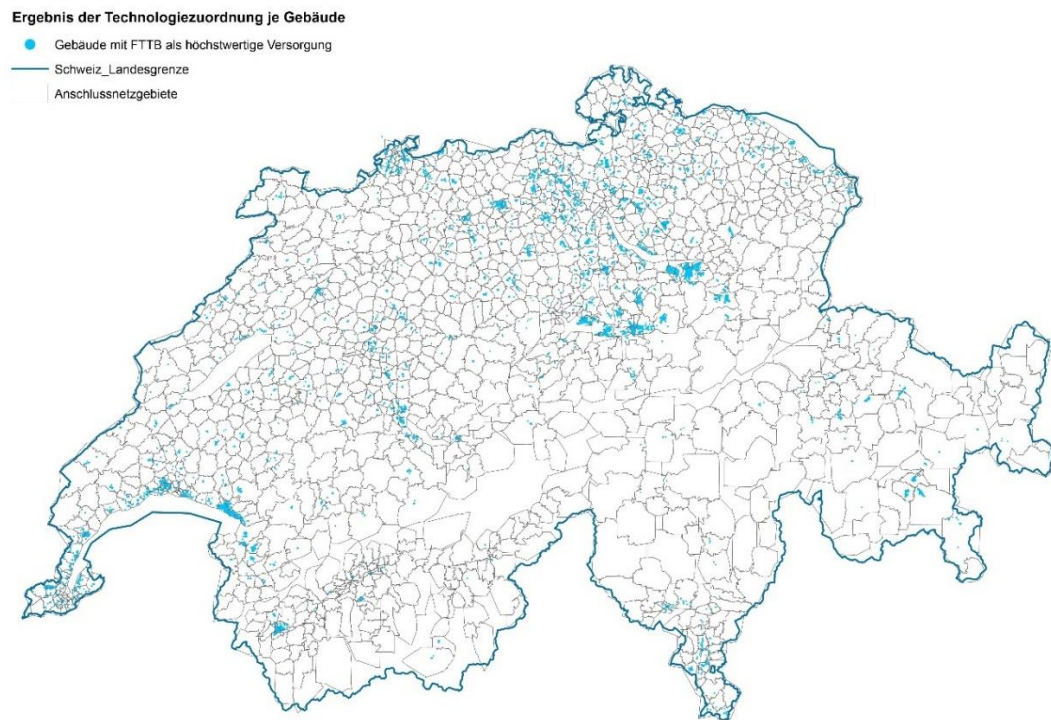 Ergebnis der Technologiezuordnung je Gebäude
Gebäude mit FTTB als höchstwertige Versorgung
Schweiz_Landesgrenze
Anschlussnetzgebiete